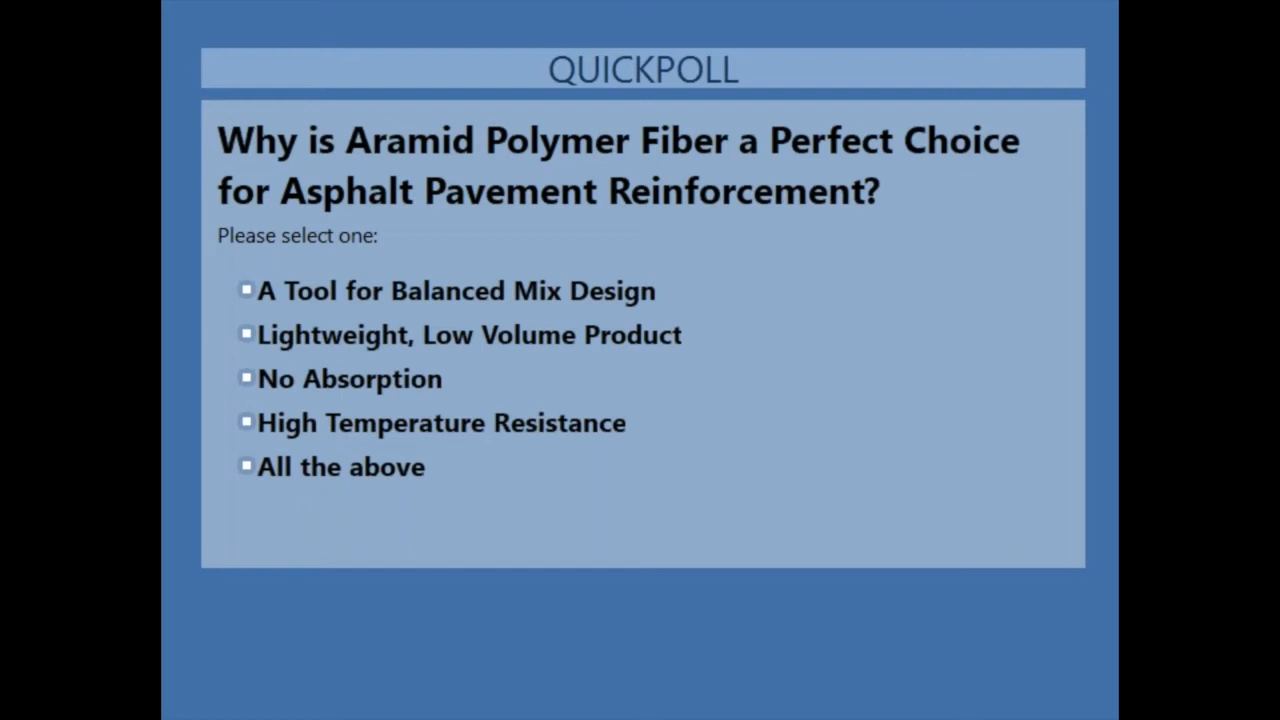 QUICKPOLL
Why is Aramid Polymer Fiber a Perfect Choice
for Asphalt Pavement Reinforcement?
Please select one:
A Tool for Balanced Mix Design
Lightweight, Low Volume Product
No Absorption
High Temperature Resistance
All the above